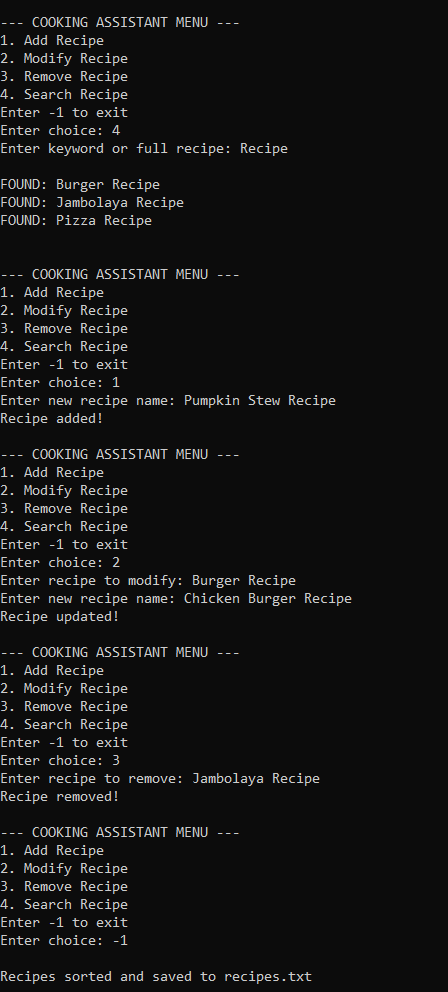 --- COOKING ASSISTANT MENU ---
1. Add Recipe
2. Modify Recipe
3. Remove Recipe
4. Search Recipe
Enter -1 to exit
Enter choice: 4
Enter keyword or full recipe: Recipe
FOUND: Burger Recipe
FOUND: Jambolaya Recipe
FOUND: Pizza Recipe
--- COOKING ASSISTANT MENU ---
1. Add Recipe
2. Modify Recipe
3. Remove Recipe
4. Search Recipe
Enter -1 to exit
Enter choice: 1
Enter new recipe name: Pumpkin Stew Recipe
Recipe added!
--- COOKING ASSISTANT MENU ---
1. Add Recipe
2. Modify Recipe
3. Remove Recipe
4. Search Recipe
Enter -1 to exit
Enter choice: 2
Enter recipe to modify: Burger Recipe
Enter new recipe name: Chicken Burger Recipe
Recipe updated!
--- COOKING ASSISTANT MENU ---
1. Add Recipe
2. Modify Recipe
3. Remove Recipe
4. Search Recipe
Enter -1 to exit
Enter choice: 3
Enter recipe to remove: Jambolaya Recipe
Recipe removed!
--- COOKING ASSISTANT MENU ---
1. Add Recipe
2. Modify Recipe
3. Remove Recipe
4. Search Recipe
Enter -1 to exit
Enter choice: -1
Recipes sorted and saved to recipes.txt